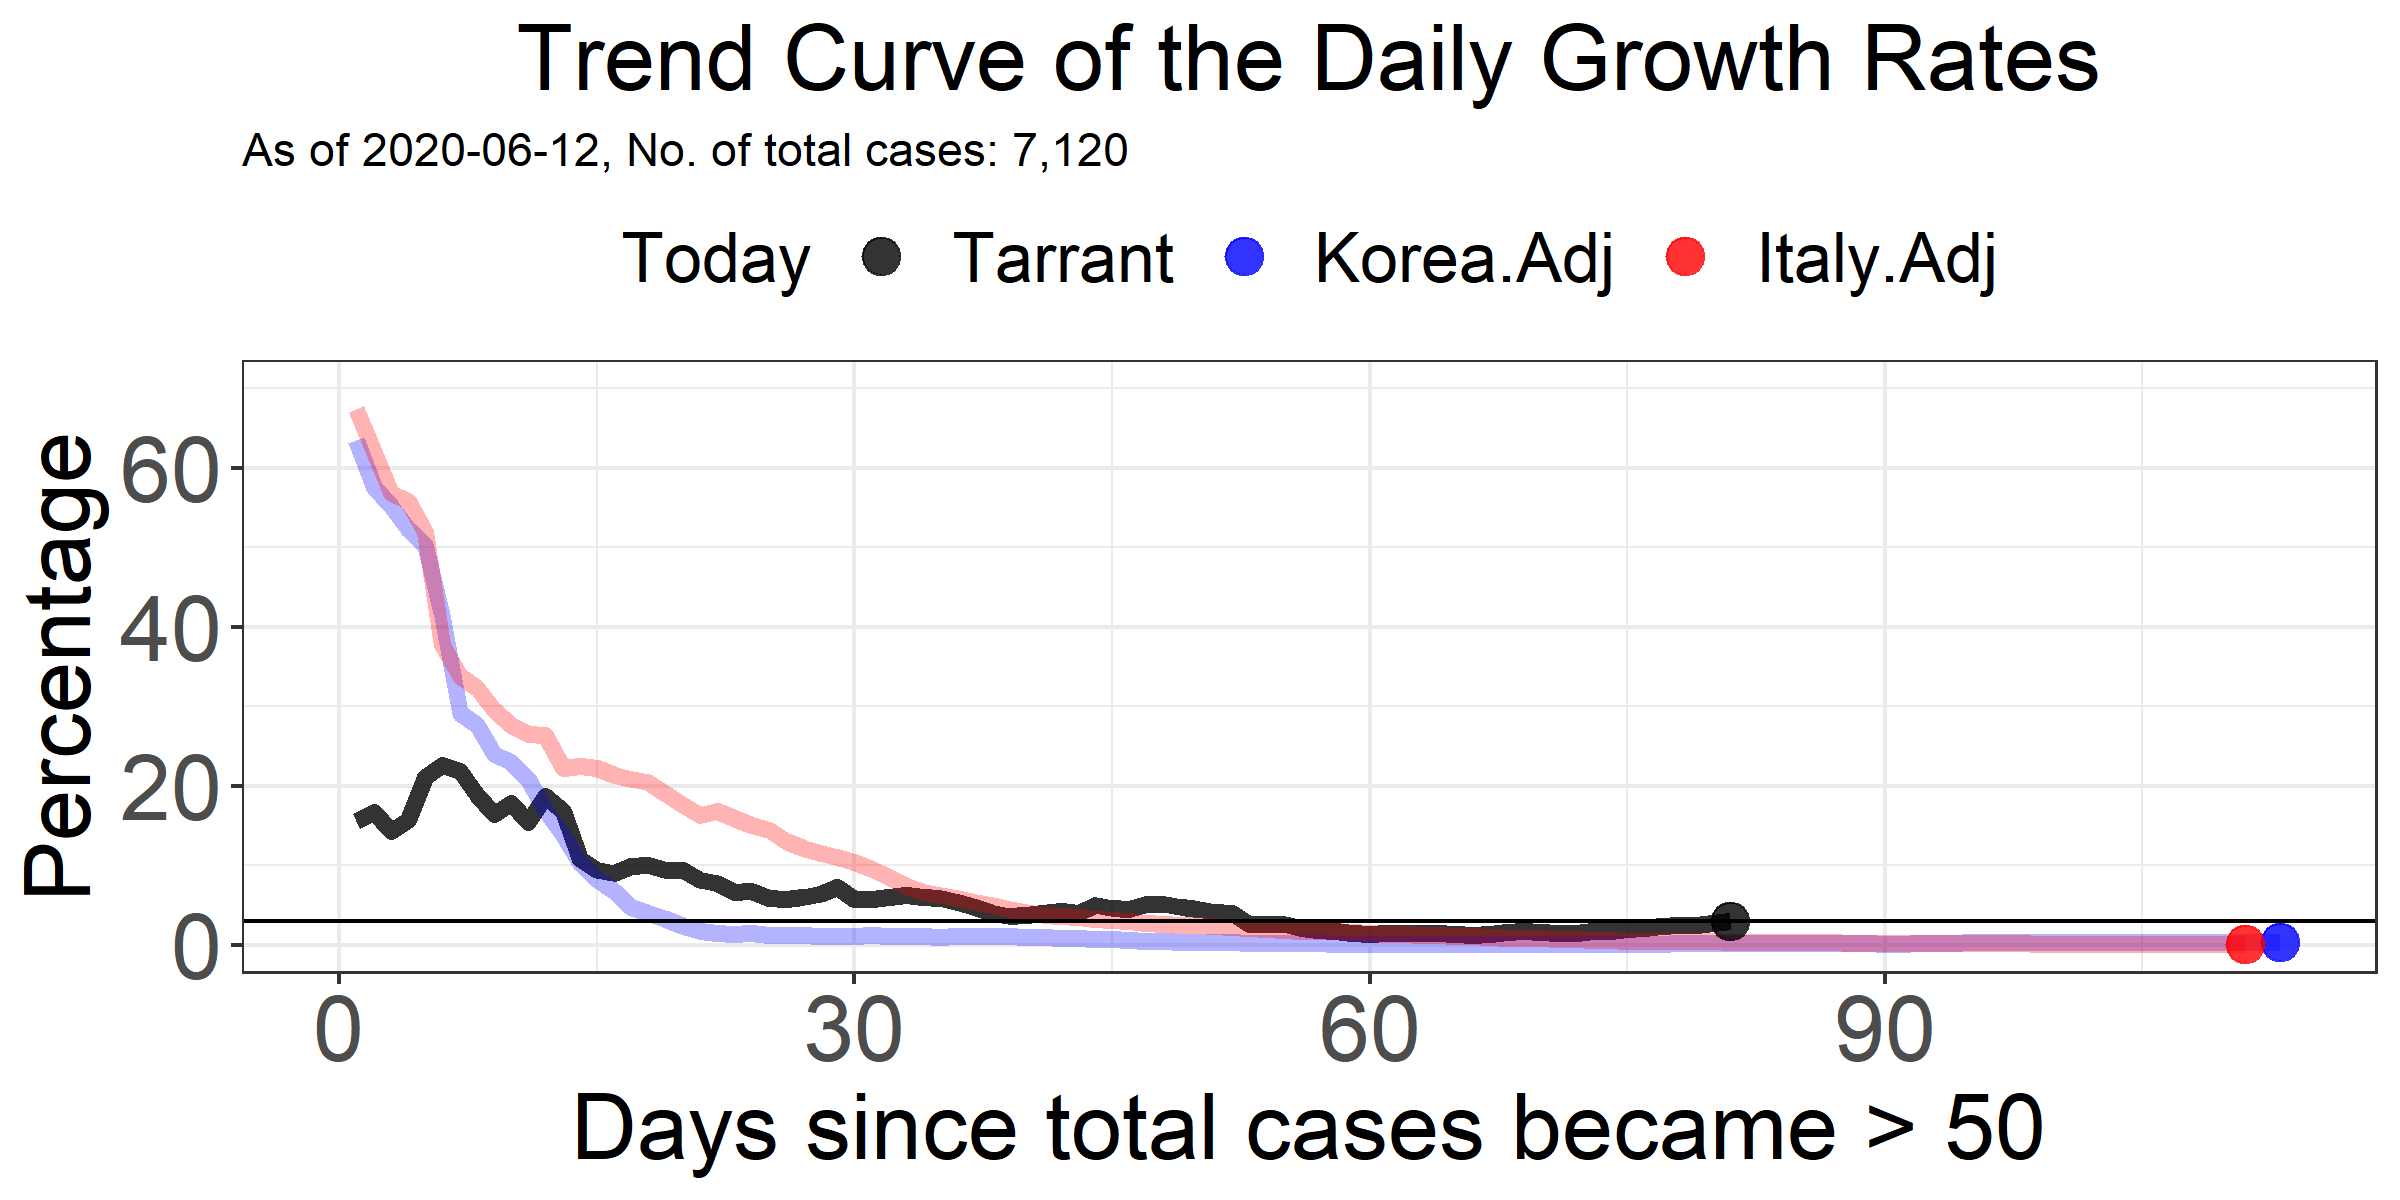 Trend Curve of the Daily Growth Rates
As of 2020-06-12, No. of total cases: 7,120
Today Tarrant Korea.Adj Italy.Adj
Percentage
60
40
20
0
0 30 60 90
Days since total cases became > 50